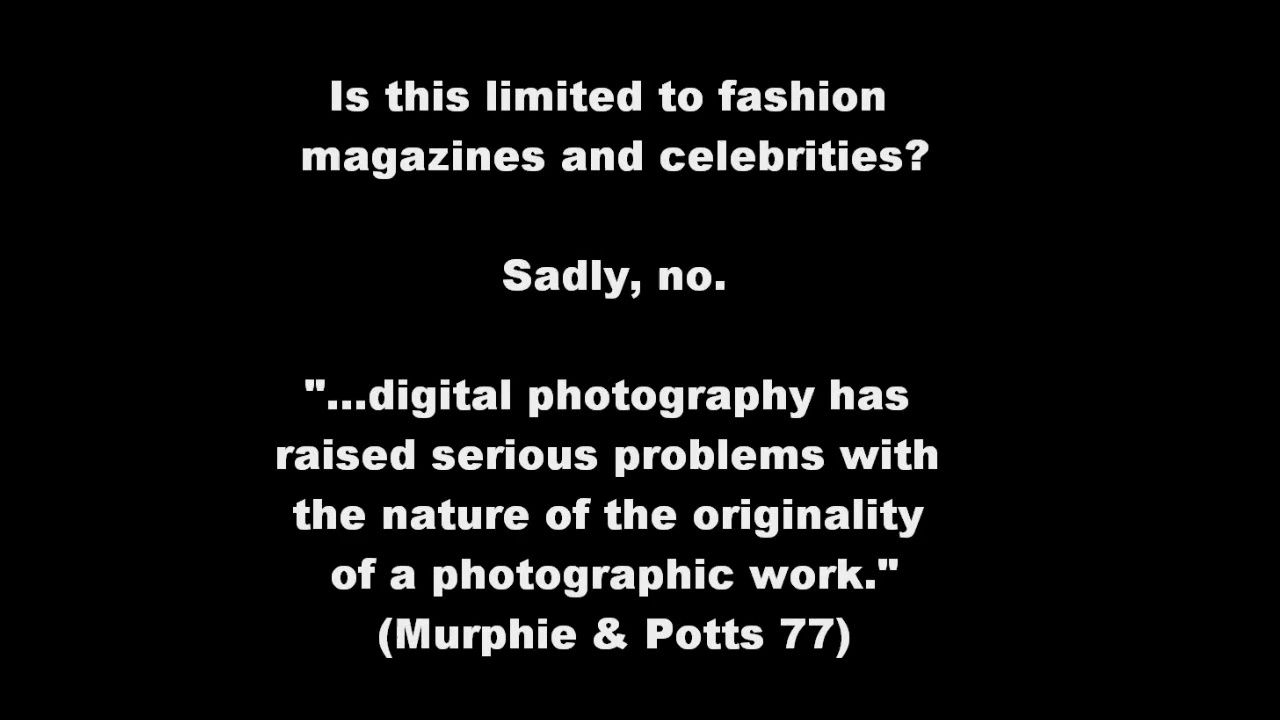 Is this limited to fashion
magazines and celebrities?
Sadly, no.
"...digital photography has
raised serious problems with
the nature of the originality
of a photographic work."
(Murphie & Potts 77)